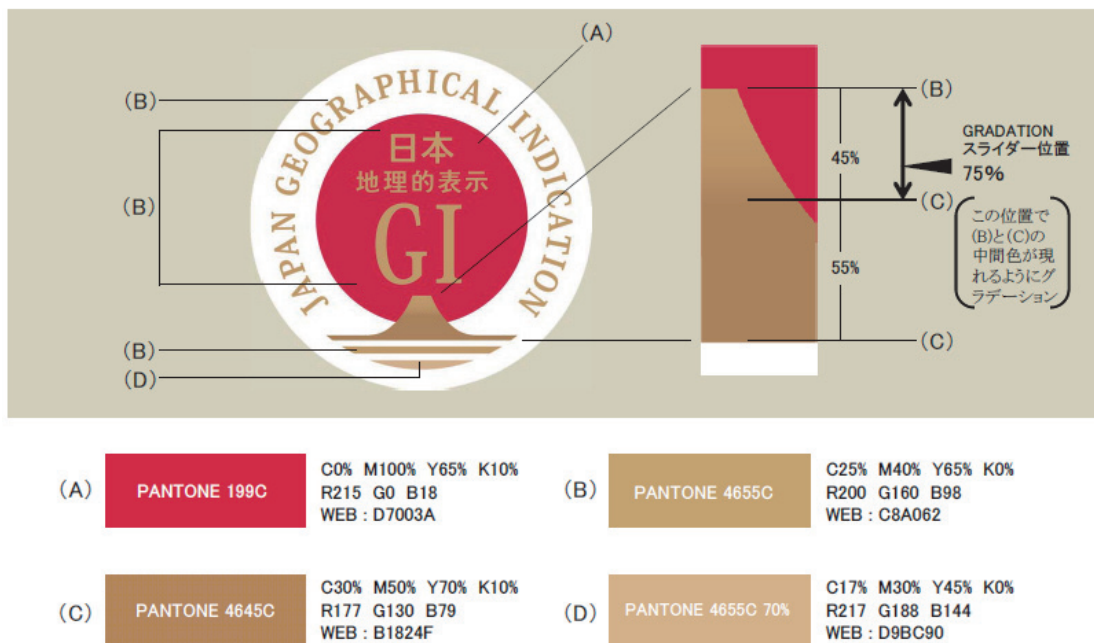 (A)
(B)
JAPAN GEOGRAPHICAL INDICATION
日本
地理的表示
GI
(B)
(B)
(D)
(B)
45%
GRADATION
スライダー位置
75%
(C)
この位置で
(B)と(C)の
中間色が現
れるようにグ
ラデーション
55%
(C)
(A)
PANTONE 199C
C0% M100% Y65% K10%
R215 G0 B18
WEB : D7003A
(B)
PANTONE 4655C
C25% M40% Y65% K0%
R200 G160 B98
WEB : C8A062
(C)
PANTONE 4645C
C30% M50% Y70% K10%
R177 G130 B79
WEB : B1824F
(D)
PANTONE 4655C 70%
C17% M30% Y45% K0%
R217 G188 B144
WEB : D9BC90